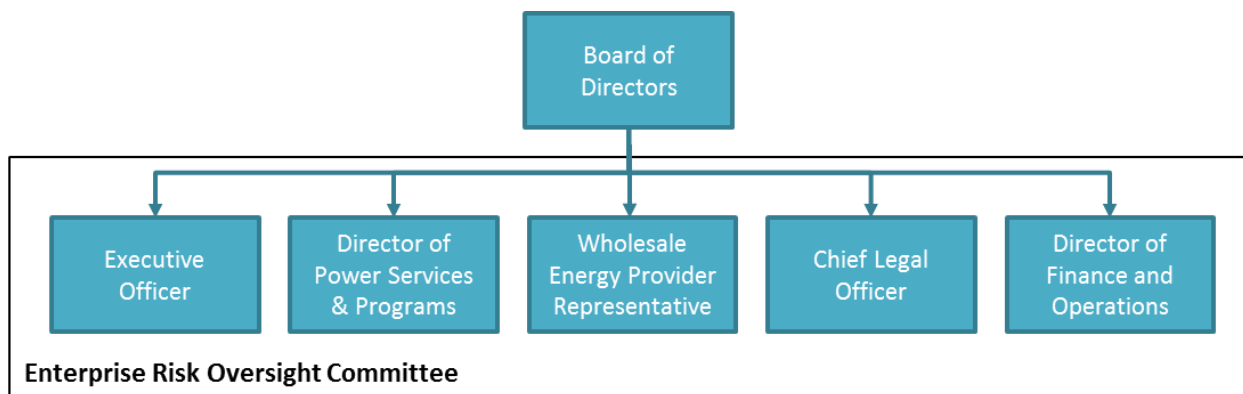 Board of
Directors
Executive
Officer
Director of
Power Services
& Programs
Wholesale
Energy Provider
Representative
Chief Legal
Officer
Director of
Finance and
Operations
Enterprise Risk Oversight Committee